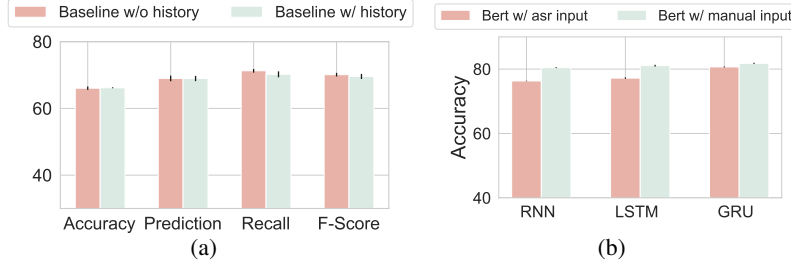 Baseline w/o history Baseline w/ history
80
60
40
Accuracy Prediction Recall F-Score
(a)
Bert w/ asr input Bert w/ manual input
Accuracy
80
60
40
RNN LSTM GRU
(b)